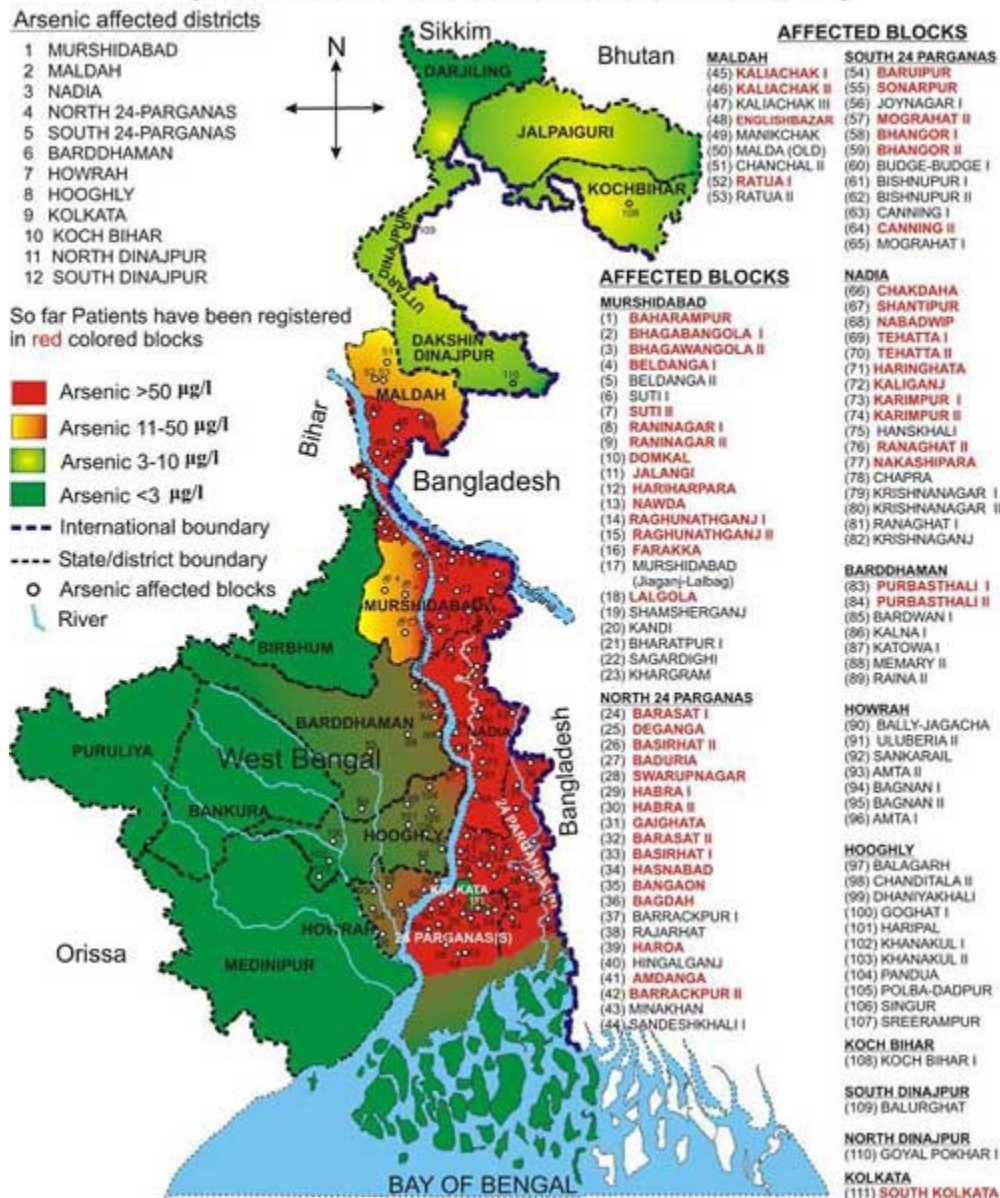 Arsenic affected districts
1 MURSHIDABAD
2 MALDAH
3 NADIA
4 NORTH 24-PARGANAS
5 SOUTH 24-PARGANAS
6 BARDDHAMAN
7 HOWRAH
8 HOOGHLY
9 KOLKATA
10 KOCH BIHAR
11 NORTH DINAJPUR
12 SOUTH DINAJPUR
So far Patients have been registered
in red colored blocks
Arsenic >50 µg/l
Arsenic 11-50 µg/l
Arsenic 3-10 µg/l
Arsenic <3 µg/l
International boundary
State/district boundary
Arsenic affected blocks
River
N
Sikkim
Bhutan
DARJILING
JALPAIGURI
KOCHBIHAR
108
109
UTTAR DINAJPUR
DAKSHIN
DINAJPUR
110
MALDAH
Bihar
Bangladesh
MURSHIDABAD
BIRBHUM
BARDDHAMAN
NADIA
PURULIYA
West Bengal
BANKURA
HOOGHLY
Bangladesh
KOLKATA
HOWRAH
24 PARGANAS(S)
MEDINIPUR
Orissa
BAY OF BENGAL
AFFECTED BLOCKS
MALDAH
(45) KALIACHAK I
(46) KALIACHAK II
(47) KALIACHAK III
(48) ENGLISHBAZAR
(49) MANIKCHAK
(50) MALDA (OLD)
(51) CHANCHAL II
(52) RATUA I
(53) RATUA II
AFFECTED BLOCKS
MURSHIDABAD
(1) BAHARAMPUR
(2) BHAGABANGOLA I
(3) BHAGAWANGOLA II
(4) BELDANGA I
(5) BELDANGA II
(6) SUTI I
(7) SUTI II
(8) RANINAGAR I
(9) RANINAGAR II
(10) DOMKAL
(11) JALANGI
(12) HARIHARPARA
(13) NAWDA
(14) RAGHUNATHGANJ I
(15) RAGHUNATHGANJ II
(16) FARAKKA
(17) MURSHIDABAD
(Jiaganj-Lalbag)
(18) LALGOLA
(19) SHAMSHERGANJ
(20) KANDI
(21) BHARATPUR I
(22) SAGARDIGHI
(23) KHARGRAM
NORTH 24 PARGANAS
(24) BARASAT I
(25) DEGANGA
(26) BASIRHAT II
(27) BADURIA
(28) SWARUPNAGAR
(29) HABRA I
(30) HABRA II
(31) GAIGHATA
(32) BARASAT II
(33) BASIRHAT I
(34) HASNABAD
(35) BANGAON
(36) BAGDAH
(37) BARRACKPUR I
(38) RAJARHAT
(39) HAROA
(40) HINGALGANJ
(41) AMDANGA
(42) BARRACKPUR II
(43) MINAKHAN
(44) SANDESHKHALI I
SOUTH 24 PARGANAS
(54) BARUIPUR
(55) SONARPUR
(56) JOYNAGAR I
(57) MOGRAHAT II
(58) BHANGOR I
(59) BHANGOR II
(60) BUDGE-BUDGE I
(61) BISHNUPUR I
(62) BISHNUPUR II
(63) CANNING I
(64) CANNING II
(65) MOGRAHAT I
NADIA
(66) CHAKDAHA
(67) SHANTIPUR
(68) NABADWIP
(69) TEHATTA I
(70) TEHATTA II
(71) HARINGHATA
(72) KALIGANJ
(73) KARIMPUR I
(74) KARIMPUR II
(75) HANSKHALI
(76) RANAGHAT II
(77) NAKASHIPARA
(78) CHAPRA
(79) KRISHNANAGAR I
(80) KRISHNANAGAR II
(81) RANAGHAT I
(82) KRISHNAGANJ
BARDDHAMAN
(83) PURBASTHALI I
(84) PURBASTHALI II
(85) BARDWAN I
(86) KALNA I
(87) KATOWA I
(88) MEMARY II
(89) RAINA II
HOWRAH
(90) BALLY-JAGACHA
(91) ULUBERIA II
(92) SANKARAIL
(93) AMTA II
(94) BAGNAN I
(95) BAGNAN II
(96) AMTA I
HOOGHLY
(97) BALAGARH
(98) CHANDITALA II
(99) DHANIYAKHALI
(100) GOGHAT I
(101) HARIPAL
(102) KHANAKUL I
(103) KHANAKUL II
(104) PANDUA
(105) POLBA-DADPUR
(106) SINGUR
(107) SREERAMPUR
KOCH BIHAR
(108) KOCH BIHAR I
SOUTH DINAJPUR
(109) BALURGHAT
NORTH DINAJPUR
(110) GOYAL POKHAR I
KOLKATA
(111) SOUTH KOLKATA